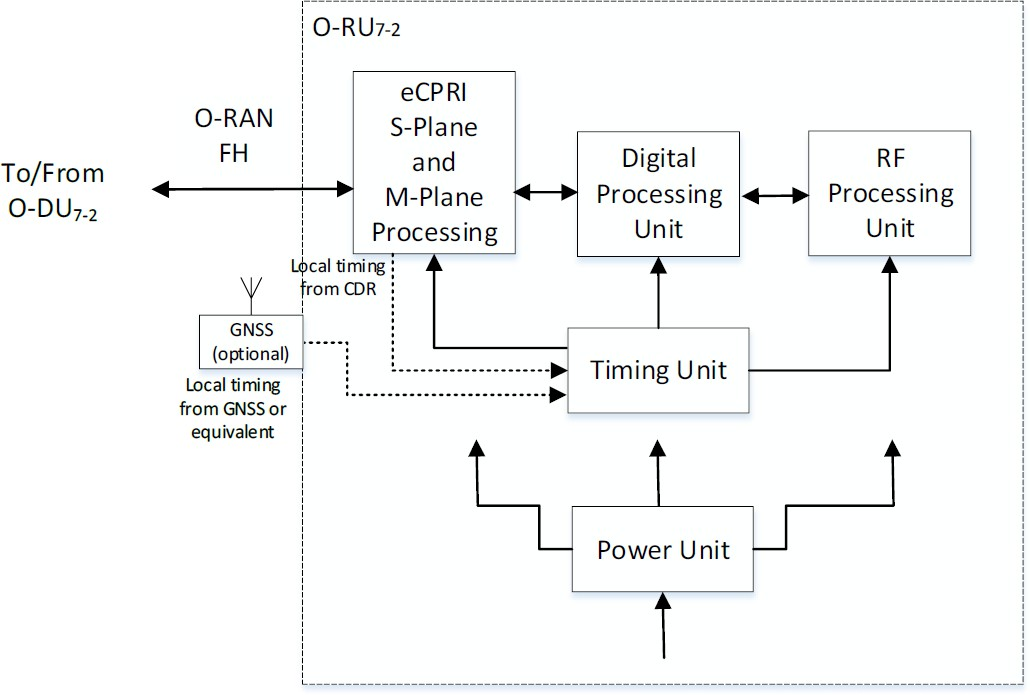 O-RU7-2
eCPRI
S-Plane
and
M-Plane
Processing
O-RAN
FH
To/From
O-DU7-2
Digital
Processing
Unit
RF
Processing
Unit
Local timing
from CDR
GNSS
(optional)
Local timing
from GNSS or
equivalent
Timing Unit
Power Unit